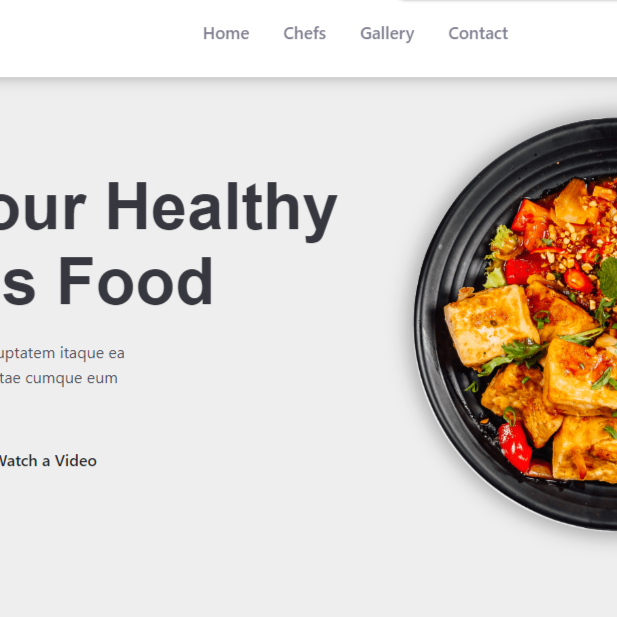 Home Chefs Gallery Contact
our Healthy
s Food
uptatem itaque ea
tae cumque eum
Watch a Video